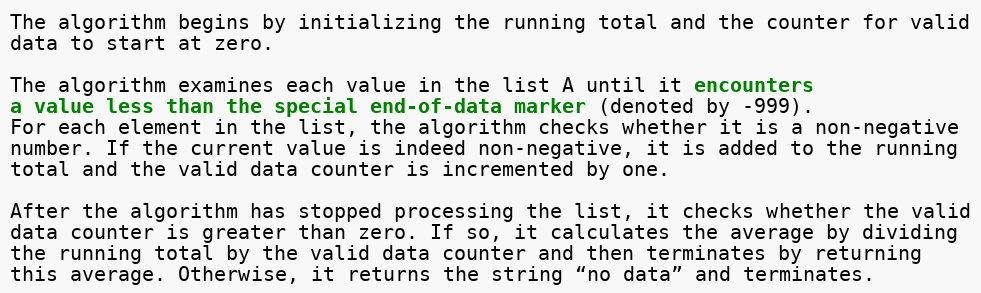 The algorithm begins by initializing the running total and the counter for valid
data to start at zero.
The algorithm examines each value in the list A until it encounters
a value less than the special end-of-data marker (denoted by -999).
For each element in the list, the algorithm checks whether it is a non-negative
number. If the current value is indeed non-negative, it is added to the running
total and the valid data counter is incremented by one.
After the algorithm has stopped processing the list, it checks whether the valid
data counter is greater than zero. If so, it calculates the average by dividing
the running total by the valid data counter and then terminates by returning
this average. Otherwise, it returns the string “no data” and terminates.